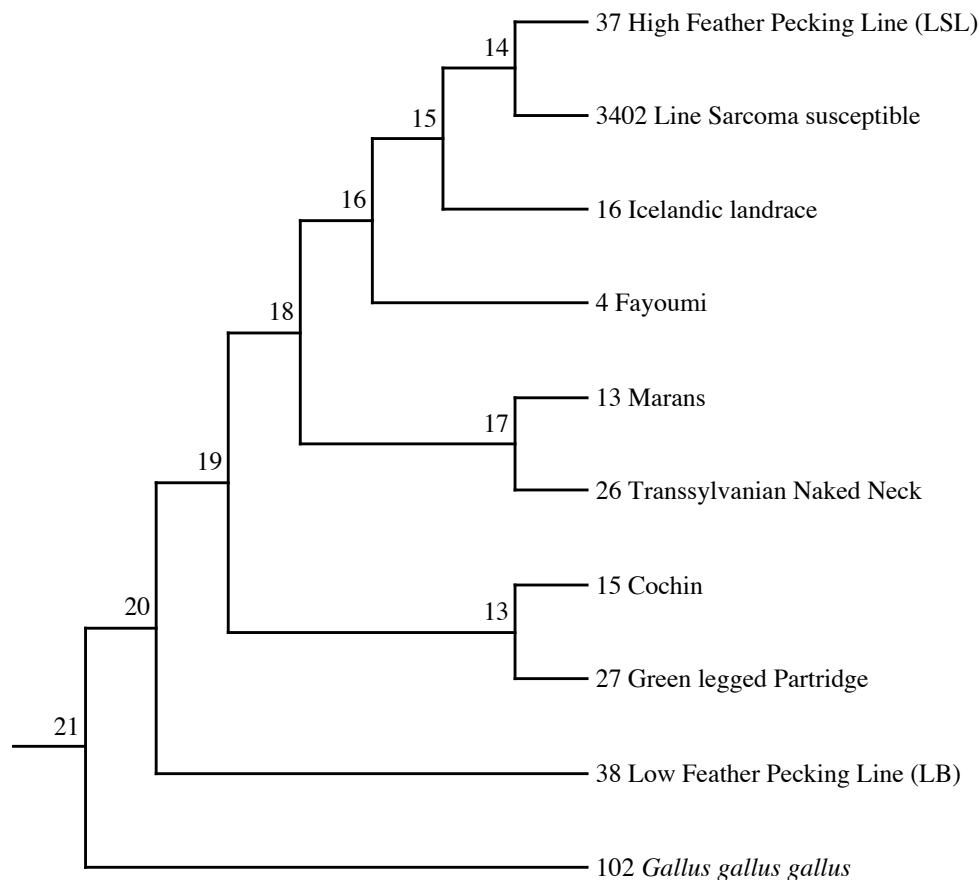 37 High Feather Pecking Line (LSL)
14
3402 Line Sarcoma susceptible
15
16 Icelandic landrace
16
4 Fayoumi
18
13 Marans
17
26 Transsylvanian Naked Neck
19
15 Cochin
20
13
27 Green legged Partridge
21
38 Low Feather Pecking Line (LB)
102 Gallus gallus gallus